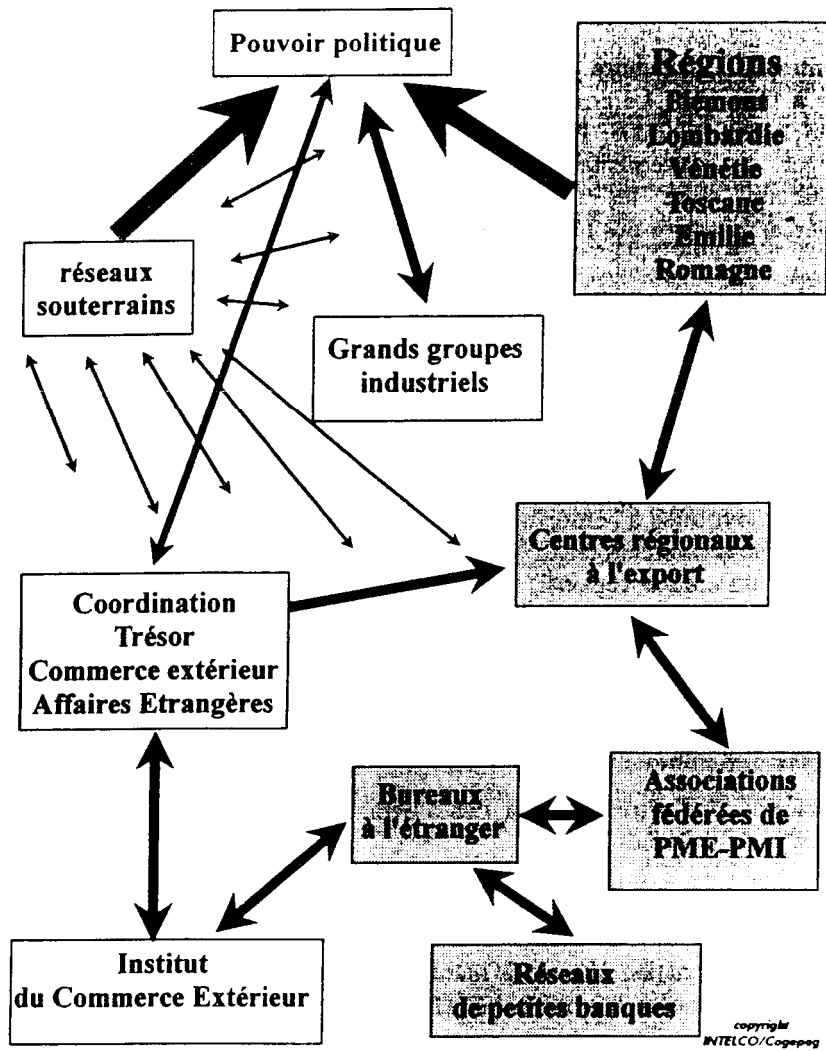 Pouvoir politique
Régions
Piémont
Lombardie
Vénétie
Toscane
Emilie
Romagne
réseaux
souterrains
Grands groupes
industriels
Centres régionaux
à l'export
Coordination
Trésor
Commerce extérieur
Affaires Etrangères
Bureaux
à l'étranger
Associations
fédérées de
PME-PMI
Institut
du Commerce Extérieur
Réseaux
de petites banques
copyright
INTELCO/Cogepag